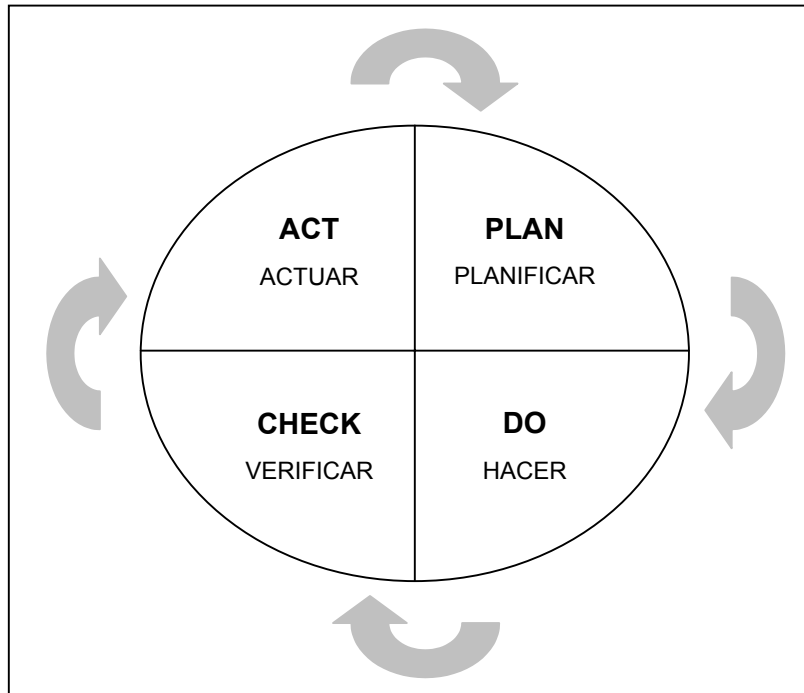 ACT
ACTUAR
PLAN
PLANIFICAR
CHECK
VERIFICAR
DO
HACER